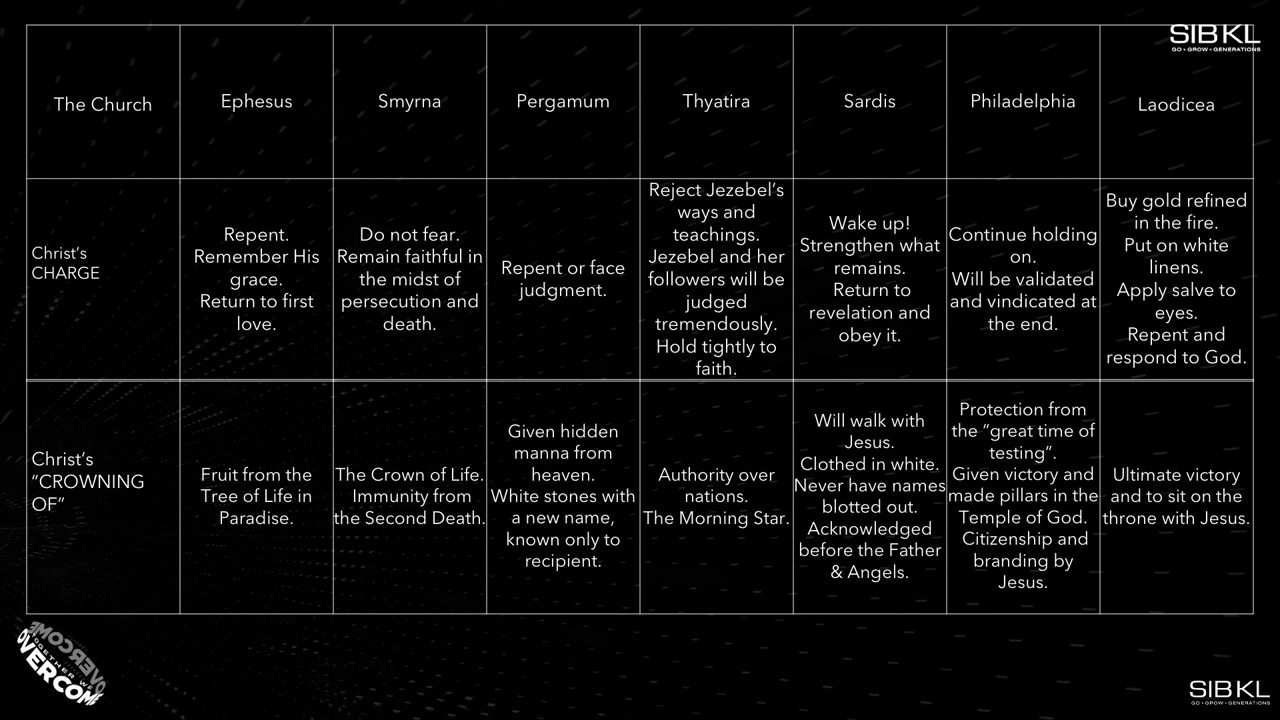 SIBKL
GO • GROW • GENERATIONS
The Church
Ephesus
Smyrna
Pergamum
Thyatira
Sardis
Philadelphia
Laodicea
Christ’s
CHARGE
Repent.
Remember His
grace.
Return to first
love.
Do not fear.
Remain faithful in
the midst of
persecution and
death.
Repent or face
judgment.
Reject Jezebel’s
ways and
teachings.
Jezebel and her
followers will be
judged
tremendously.
Hold tightly to
faith.
Wake up!
Strengthen what
remains.
Return to
revelation and
obey it.
Continue holding
on.
Will be validated
and vindicated at
the end.
Buy gold refined
in the fire.
Put on white
linens.
Apply salve to
eyes.
Repent and
respond to God.
Christ’s
“CROWNING
OF”
Fruit from the
Tree of Life in
Paradise.
The Crown of Life.
Immunity from
the Second Death.
Given hidden
manna from
heaven.
White stones with
a new name,
known only to
recipient.
Authority over
nations.
The Morning Star.
Will walk with
Jesus.
Clothed in white.
Never have names
blotted out.
Acknowledged
before the Father
& Angels.
Protection from
the “great time of
testing”.
Given victory and
made pillars in the
Temple of God.
Citizenship and
branding by
Jesus.
Ultimate victory
and to sit on the
throne with Jesus.
OVERCOME
TOGETHER WE
OVERCOME
SIBKL
GO • GROW • GENERATIONS